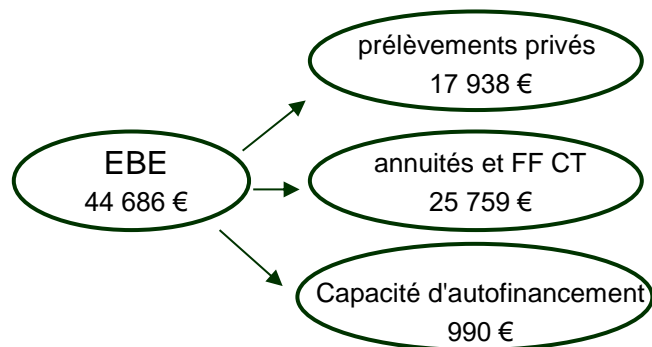 prélèvements privés
17 938 €
EBE
44 686 €
annuités et FF CT
25 759 €
Capacité d'autofinancement
990 €